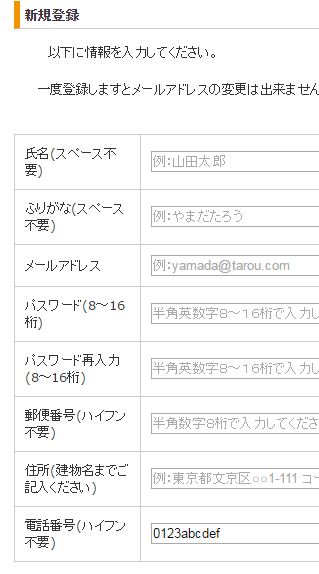 新規登録
以下に情報を入力してください。
一度登録しますとメールアドレスの変更は出来ません
氏名(スペース不
要)
例:山田太郎
ふりがな(スペース
不要)
例:やまだたろう
メールアドレス
例:yamada@tarou.com
パスワード(8～16
桁)
半角英数字８～１６桁で入力し
パスワード再入力
(8～16桁)
半角英数字８～１６桁で入力し
郵便番号(ハイフン
不要)
半角数字8桁で入力してくださ
住所(建物名までご
記入ください)
例:東京都文京区○○1-111 コー
電話番号(ハイフン
不要)
0123abcdef